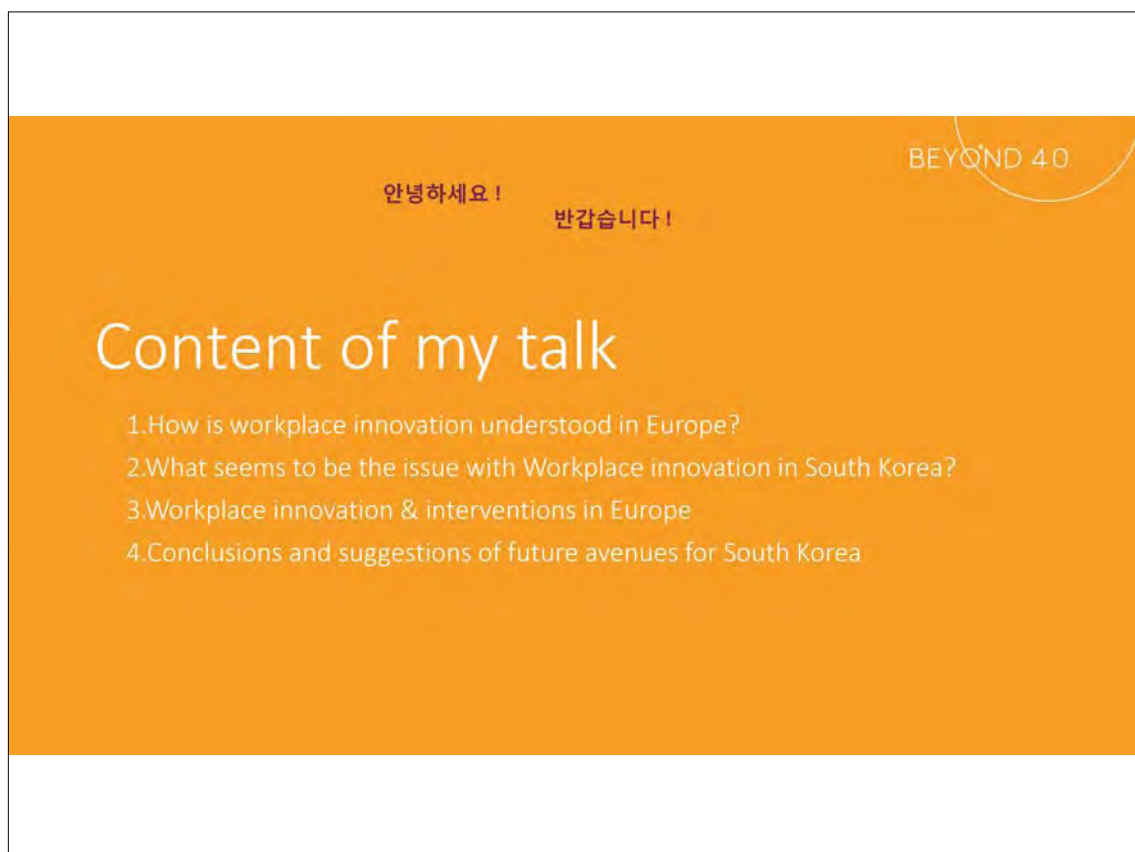 BEYOND 4.0
안녕하세요 !
반갑습니다 !
Content of my talk
1.How is workplace innovation understood in Europe?
2.What seems to be the issue with Workplace innovation in South Korea?
3.Workplace innovation & interventions in Europe
4.Conclusions and suggestions of future avenues for South Korea